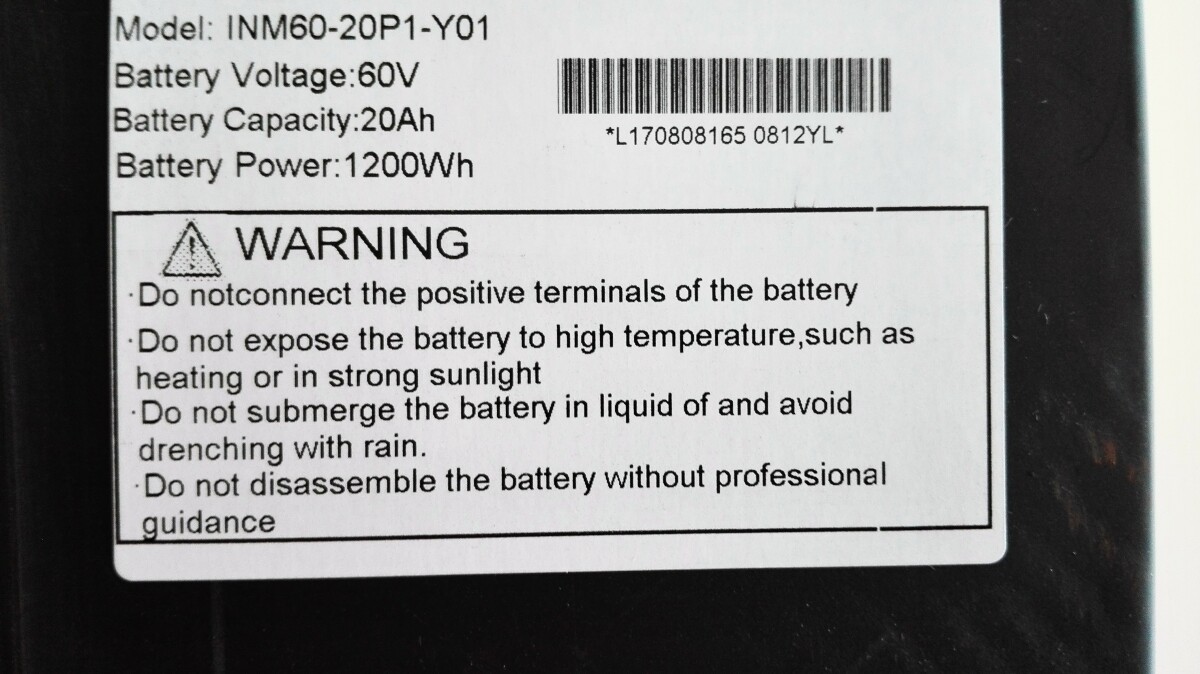 Model: INM60-20P1-Y01
Battery Voltage:60V
Battery Capacity:20Ah
*L170808165 0812YL*
Battery Power:1200Wh
WARNING
·Do notconnect the positive terminals of the battery
·Do not expose the battery to high temperature,such as
heating or in strong sunlight
·Do not submerge the battery in liquid of and avoid
drenching with rain.
·Do not disassemble the battery without professional
guidance